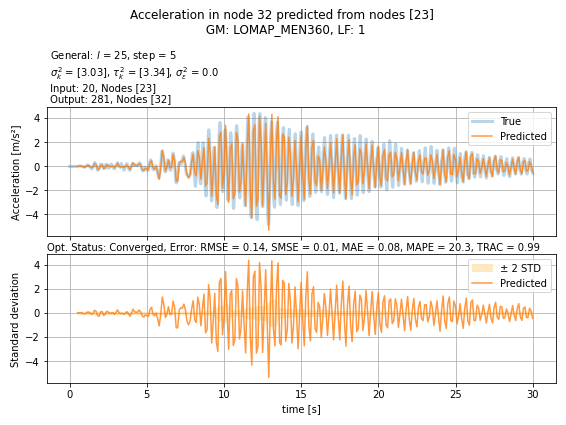 Acceleration in node 32 predicted from nodes [23]
GM: LOMAP_MEN360, LF: 1
General: l = 25, step = 5
σ²ₖ = [3.03], τ²ₖ = [3.34], σ²ε = 0.0
Input: 20, Nodes [23]
Output: 281, Nodes [32]
Acceleration [m/s²]
4
2
0
−2
−4
True
Predicted
Opt. Status: Converged, Error: RMSE = 0.14, SMSE = 0.01, MAE = 0.08, MAPE = 20.3, TRAC = 0.99
Standard deviation
4
2
0
−2
−4
± 2 STD
Predicted
0 5 10 15 20 25 30
time [s]